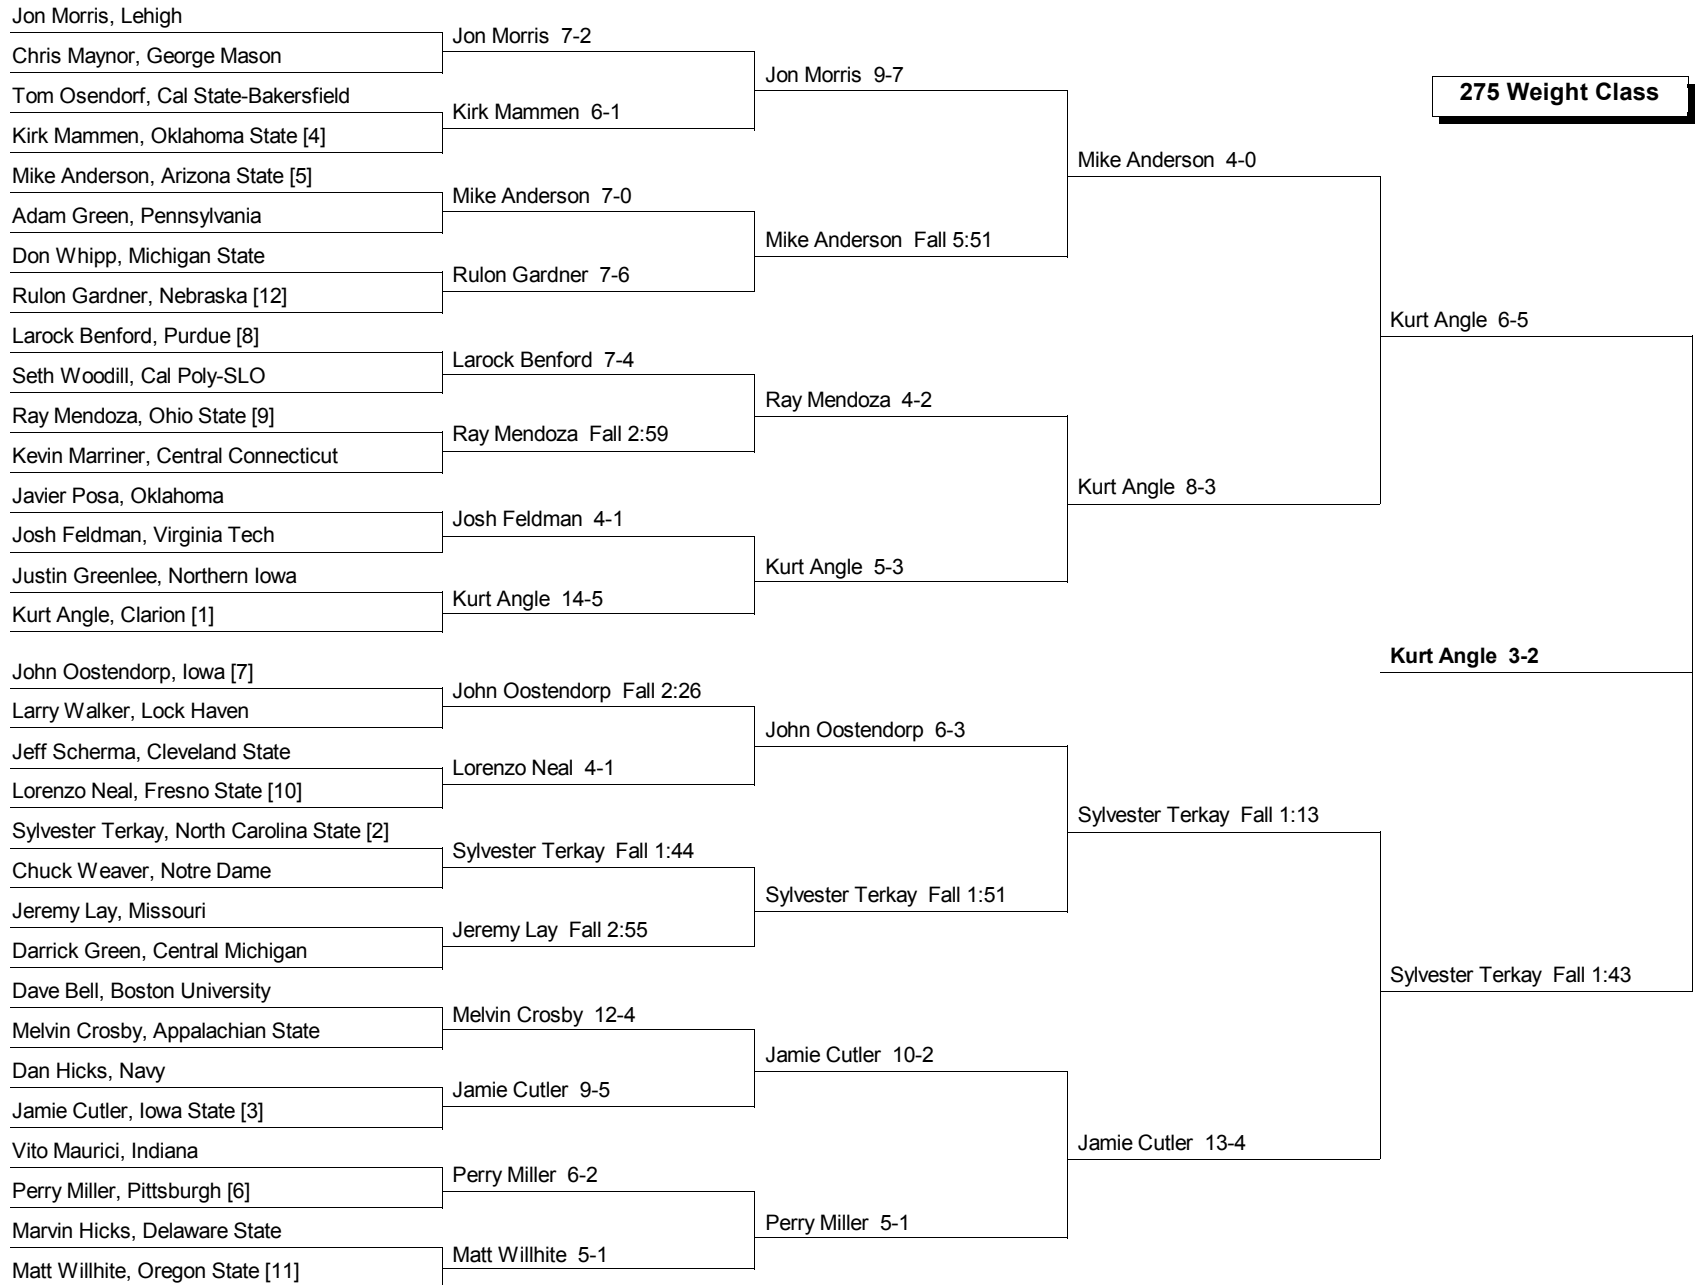 Jon Morris, Lehigh
Chris Maynor, George Mason
Tom Osendorf, Cal State-Bakersfield
Kirk Mammen, Oklahoma State [4]
Mike Anderson, Arizona State [5]
Adam Green, Pennsylvania
Don Whipp, Michigan State
Rulon Gardner, Nebraska [12]
Larock Benford, Purdue [8]
Seth Woodill, Cal Poly-SLO
Ray Mendoza, Ohio State [9]
Kevin Marriner, Central Connecticut
Javier Posa, Oklahoma
Josh Feldman, Virginia Tech
Justin Greenlee, Northern Iowa
Kurt Angle, Clarion [1]
John Oostendorp, Iowa [7]
Larry Walker, Lock Haven
Jeff Scherma, Cleveland State
Lorenzo Neal, Fresno State [10]
Sylvester Terkay, North Carolina State [2]
Chuck Weaver, Notre Dame
Jeremy Lay, Missouri
Darrick Green, Central Michigan
Dave Bell, Boston University
Melvin Crosby, Appalachian State
Dan Hicks, Navy
Jamie Cutler, Iowa State [3]
Vito Maurici, Indiana
Perry Miller, Pittsburgh [6]
Marvin Hicks, Delaware State
Matt Willhite, Oregon State [11]
Jon Morris 7-2
Kirk Mammen 6-1
Mike Anderson 7-0
Rulon Gardner 7-6
Larock Benford 7-4
Ray Mendoza Fall 2:59
Josh Feldman 4-1
Kurt Angle 14-5
John Oostendorp Fall 2:26
Lorenzo Neal 4-1
Sylvester Terkay Fall 1:44
Jeremy Lay Fall 2:55
Melvin Crosby 12-4
Jamie Cutler 9-5
Perry Miller 6-2
Matt Willhite 5-1
Jon Morris 9-7
Mike Anderson Fall 5:51
Ray Mendoza 4-2
Kurt Angle 5-3
John Oostendorp 6-3
Sylvester Terkay Fall 1:51
Jamie Cutler 10-2
Perry Miller 5-1
Mike Anderson 4-0
Kurt Angle 8-3
Sylvester Terkay Fall 1:13
Jamie Cutler 13-4
275 Weight Class
Kurt Angle 6-5
Kurt Angle 3-2
Sylvester Terkay Fall 1:43